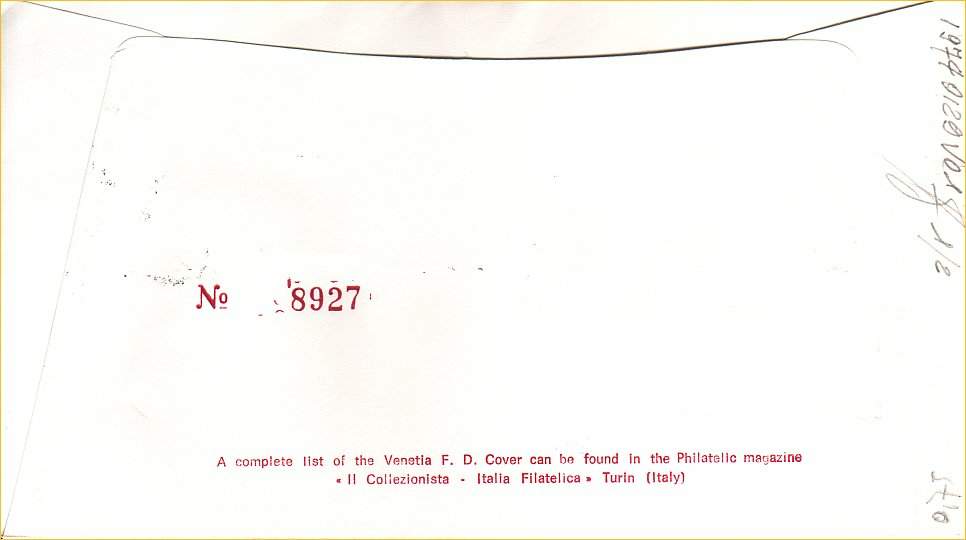 № 8927
A complete list of the Venetia F. D. Cover can be found in the Philatelic magazine
« Il Collezionista - Italia Filatelica » Turin (Italy)